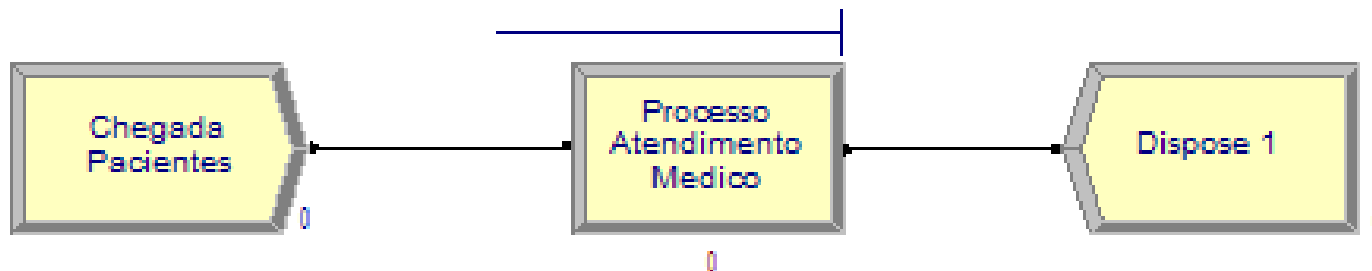 Chegada
Pacientes
0
Processo
Atendimento
Medico
0
Dispose 1